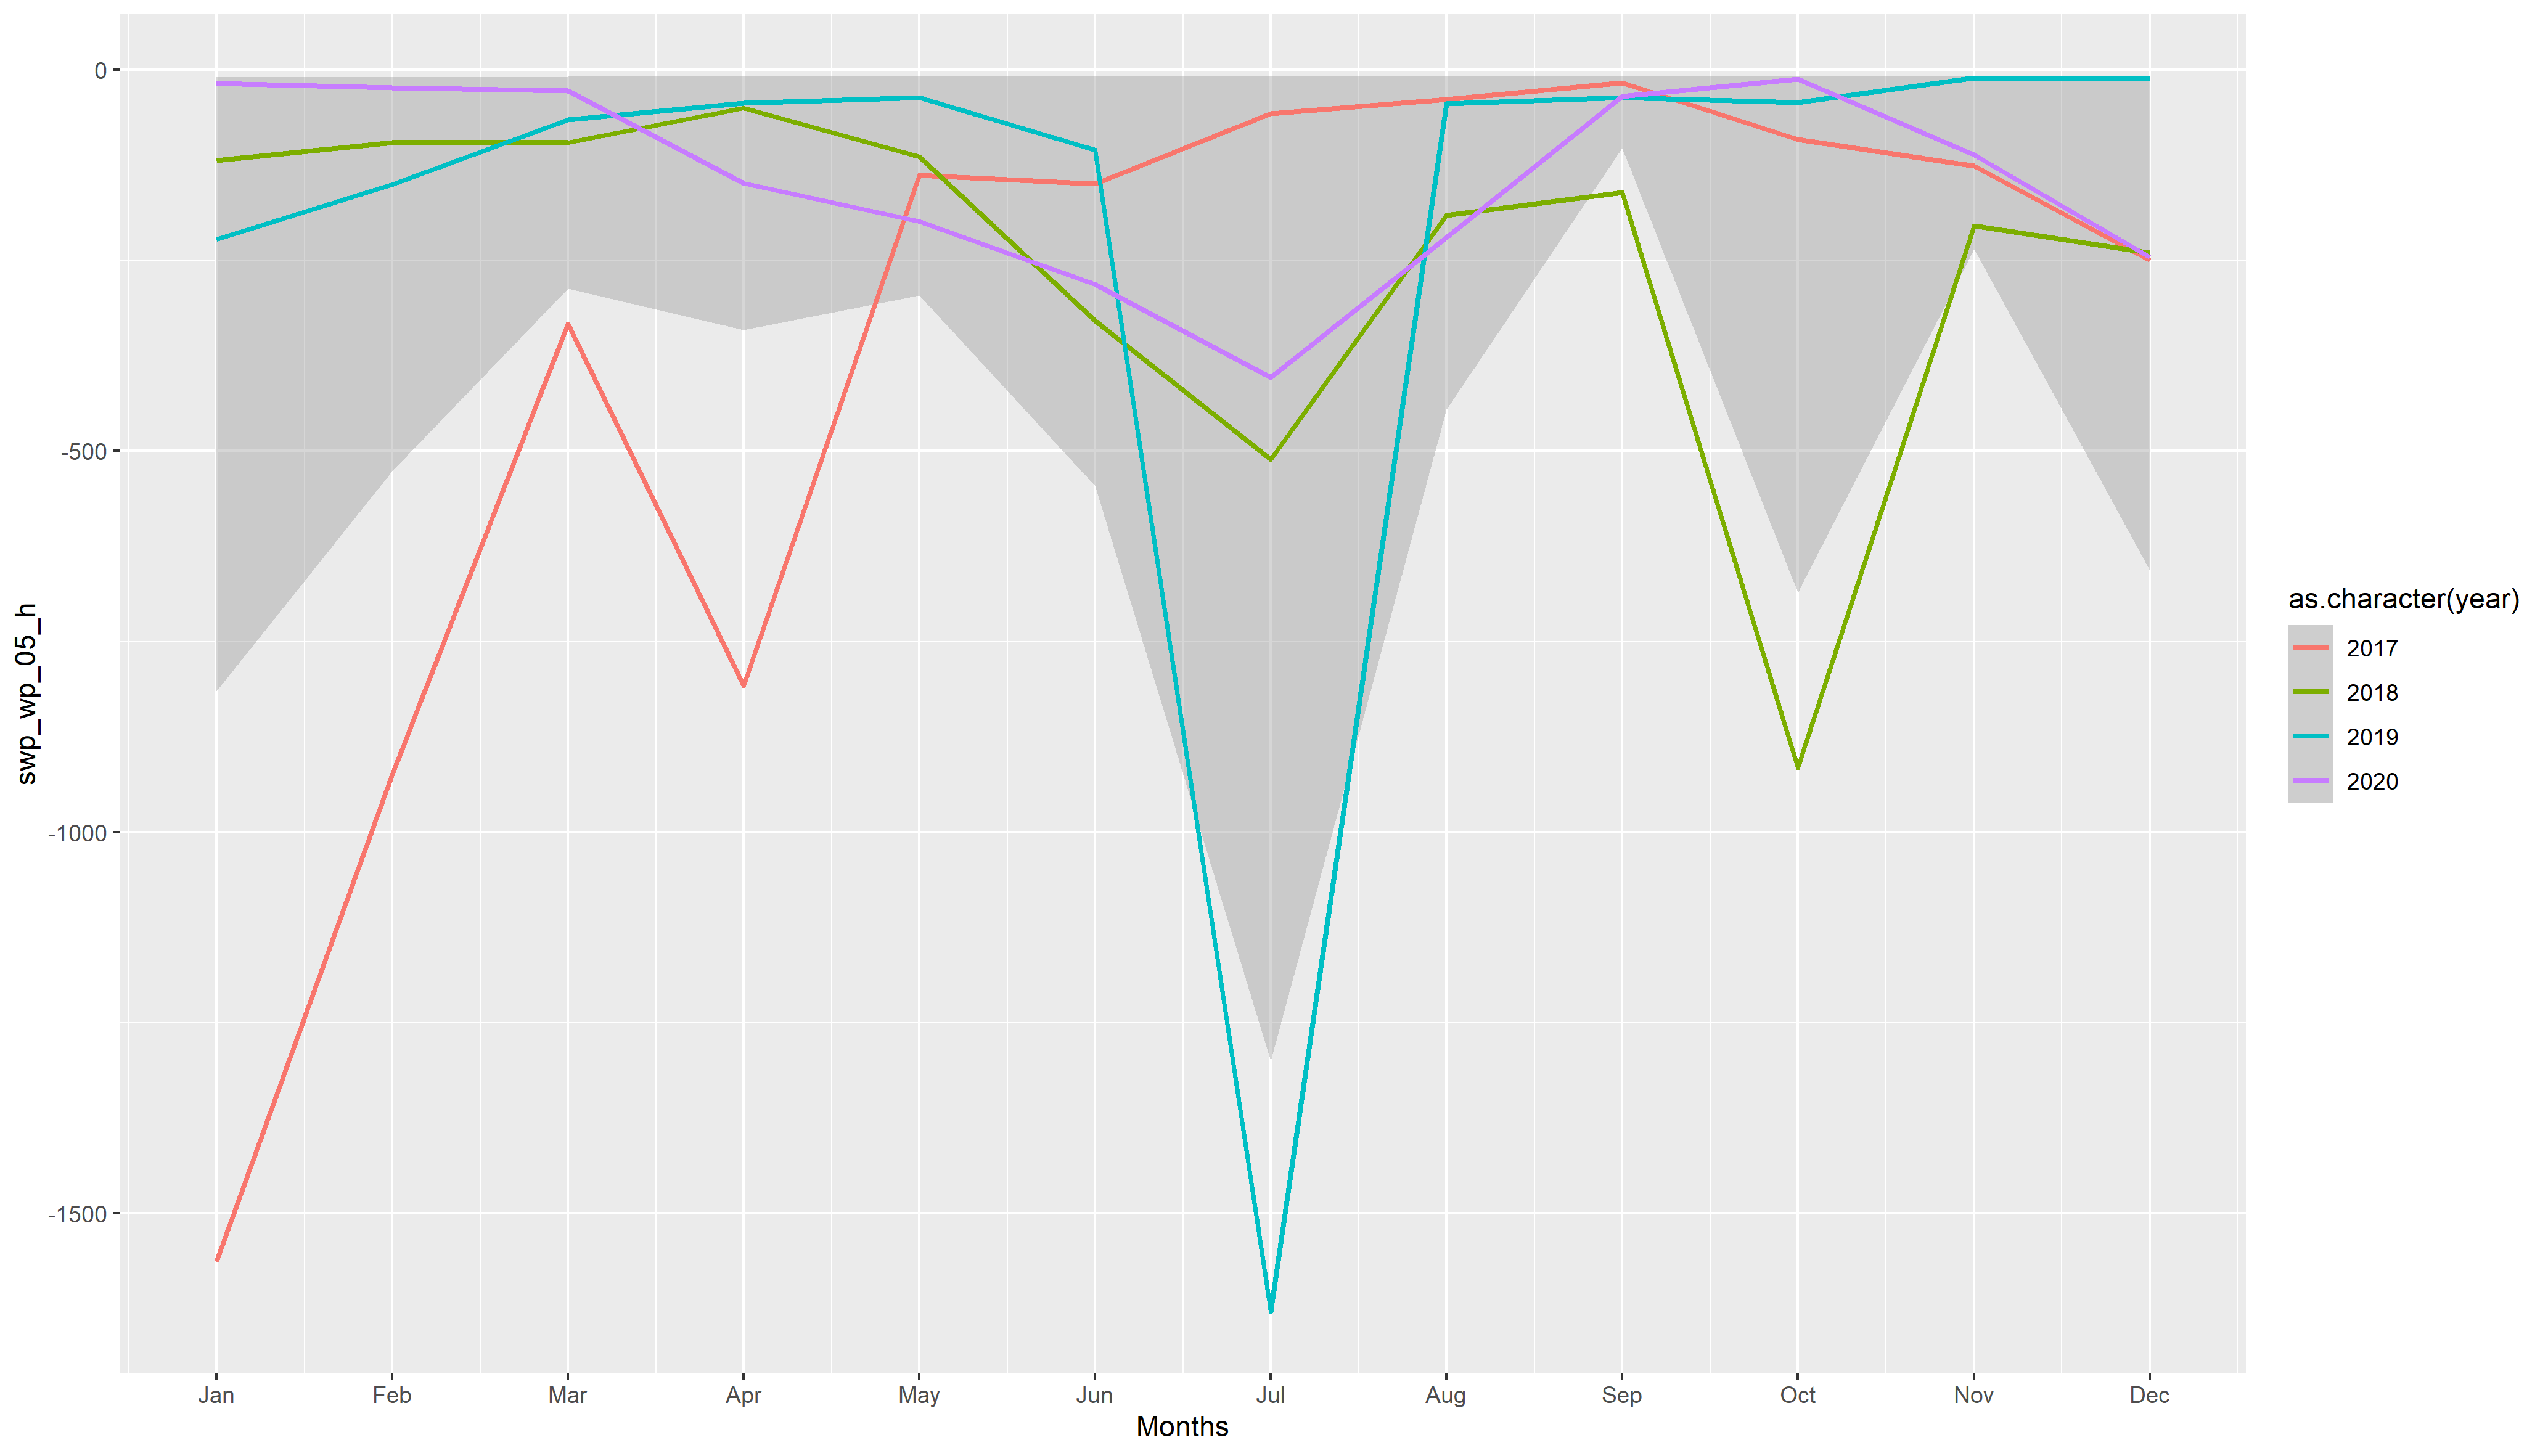 0
-500
-1000
-1500
swp_wp_05_h
Jan Feb Mar Apr May Jun Jul Aug Sep Oct Nov Dec
Months
as.character(year)
2017
2018
2019
2020